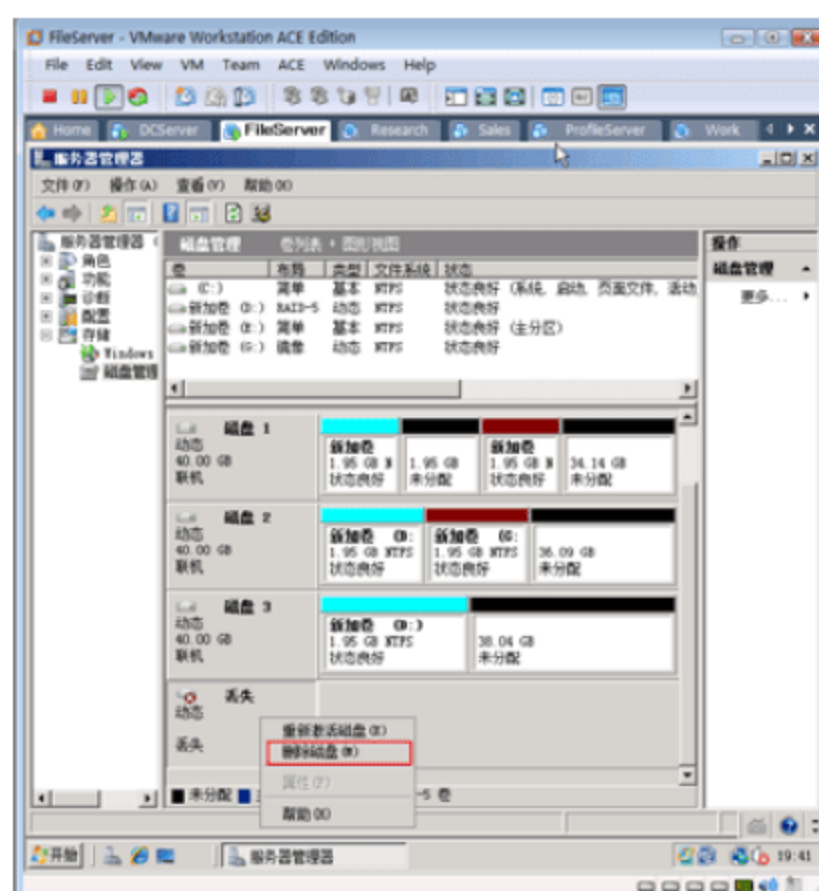 FileServer - VMware Workstation ACE Edition
File Edit View VM Team ACE Windows Help
Home DCServer FileServer Research Sales ProfileServer Work
服务器管理器
文件(F) 操作(A) 查看(V) 帮助(H)
服务器管理器 (
角色
功能
诊断
配置
存储
Windows
磁盘管理
磁盘管理 卷列表 + 图形视图
卷 布局 类型 文件系统 状态
(C:) 简单 基本 NTFS 状态良好 (系统, 启动, 页面文件, 活动
新加卷 (D:) RAID-5 动态 NTFS 状态良好
新加卷 (E:) 简单 基本 NTFS 状态良好 (主分区)
新加卷 (G:) 镜像 动态 NTFS 状态良好
磁盘 1
动态
40.00 GB
联机
新加卷
1.95 GB N
状态良好
1.95 GB
未分配
新加卷
1.95 GB N
状态良好
34.14 GB
未分配
磁盘 2
动态
40.00 GB
联机
新加卷 (D:
1.95 GB NTFS
状态良好
新加卷 (G:
1.95 GB NTFS
状态良好
36.09 GB
未分配
磁盘 3
动态
40.00 GB
联机
新加卷 (D:)
1.95 GB NTFS
状态良好
38.04 GB
未分配
丢失
动态
丢失
重新激活磁盘(E)
删除磁盘(M)
属性(P)
帮助(H)
未分配
-5 卷
操作
磁盘管理
更多...
开始
服务器管理器
19:41